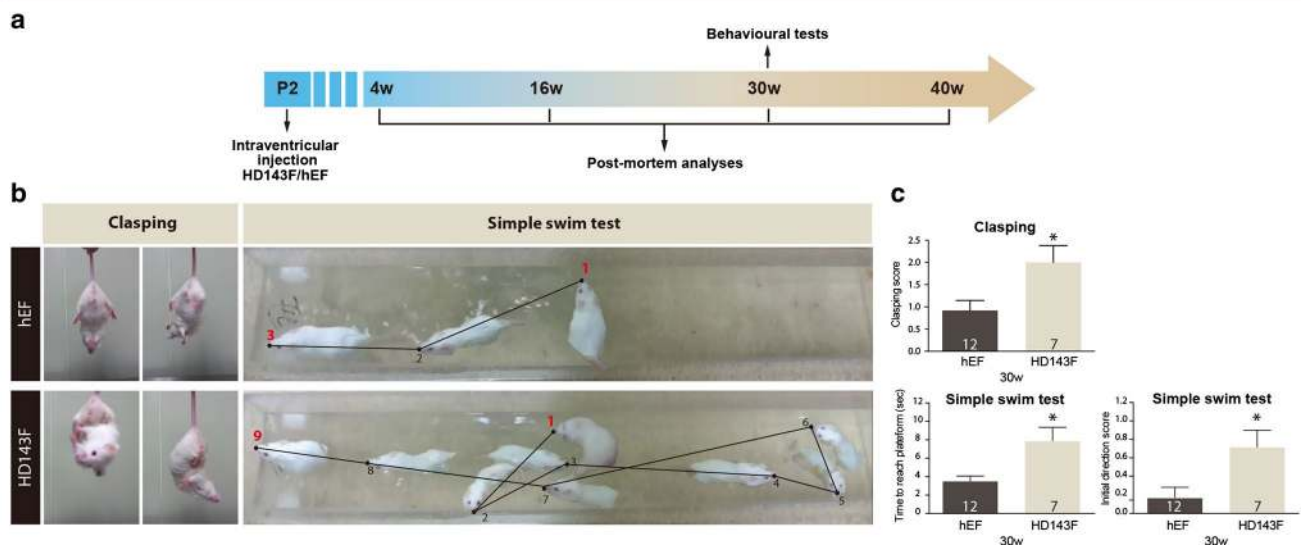 a
Behavioural tests
P2
4w
16w
30w
40w
Intraventricular
injection
HD143F/hEF
Post-mortem analyses
b
Clasping
Simple swim test
hEF
1
2
3
HD143F
1
2
3
4
5
6
7
8
9
c
Clasping
*
Clasping score
2.5
2.0
1.5
1.0
0.5
0.0
12
7
hEF
HD143F
30w
Simple swim test
*
Time to reach plateform (sec)
12
10
8
6
4
2
0
12
7
hEF
HD143F
30w
Simple swim test
*
Initial direction score
1.0
0.8
0.6
0.4
0.2
0.0
12
7
hEF
HD143F
30w